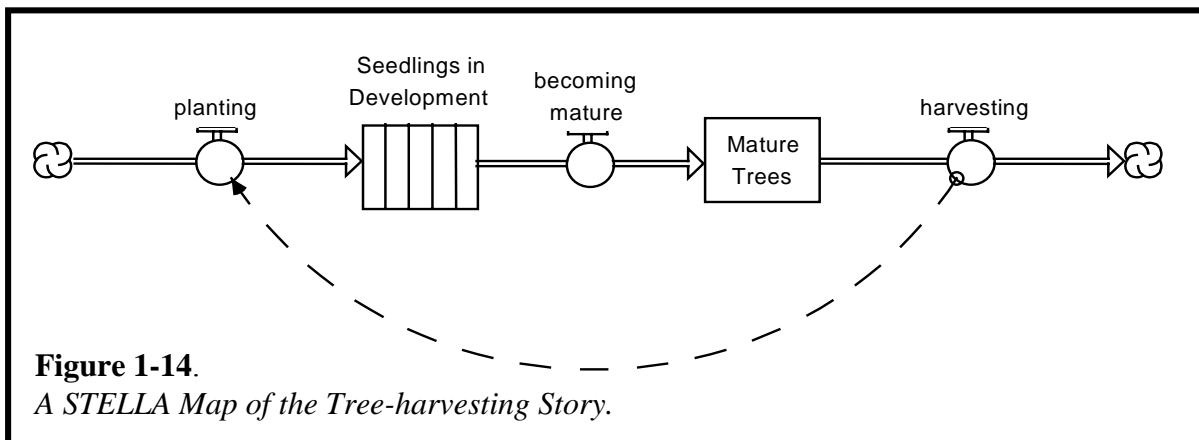 planting
Seedlings in
Development
becoming
mature
Mature
Trees
harvesting
Figure 1-14.
A STELLA Map of the Tree-harvesting Story.